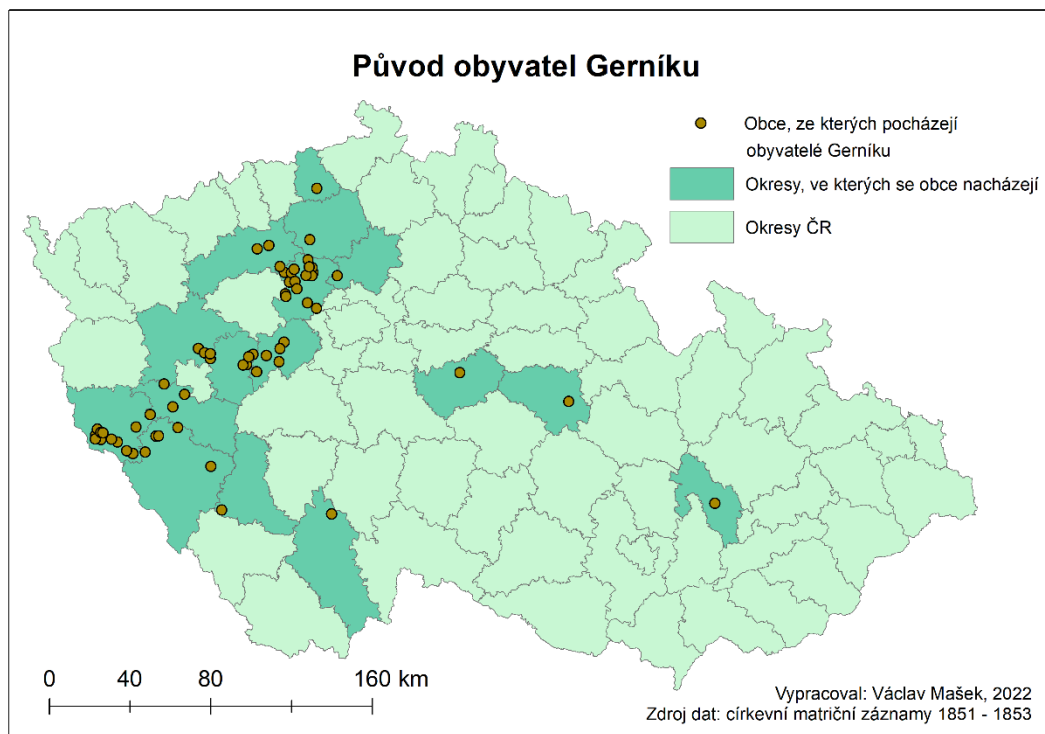 Původ obyvatel Gerníku
Obce, ze kterých pocházejí
obyvatelé Gerníku
Okresy, ve kterých se obce nacházejí
Okresy ČR
0 40 80 160 km
Vypracoval: Václav Mašek, 2022
Zdroj dat: církevní matriční záznamy 1851 - 1853